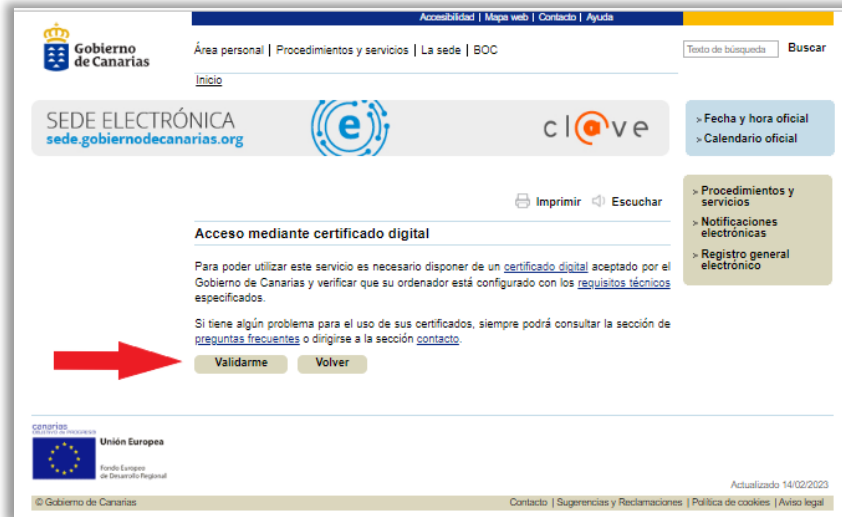 Accesibilidad | Mapa web | Contacto | Ayuda
Gobierno
de Canarias
Área personal | Procedimientos y servicios | La sede | BOC
Texto de búsqueda
Buscar
Inicio
SEDE ELECTRÓNICA
sede.gobiernodecanarias.org
e
cl@ve
» Fecha y hora oficial
» Calendario oficial
Imprimir
Escuchar
» Procedimientos y
servicios
» Notificaciones
electrónicas
» Registro general
electrónico
Acceso mediante certificado digital
Para poder utilizar este servicio es necesario disponer de un certificado digital aceptado por el
Gobierno de Canarias y verificar que su ordenador está configurado con los requisitos técnicos
especificados.
Si tiene algún problema para el uso de sus certificados, siempre podrá consultar la sección de
preguntas frecuentes o dirigirse a la sección contacto.
Validarme
Volver
canarias
Unión Europea
Fondo Europeo
de Desarrollo Regional
Actualizado 14/02/2023
© Gobierno de Canarias
Contacto | Sugerencias y Reclamaciones | Política de cookies | Aviso legal